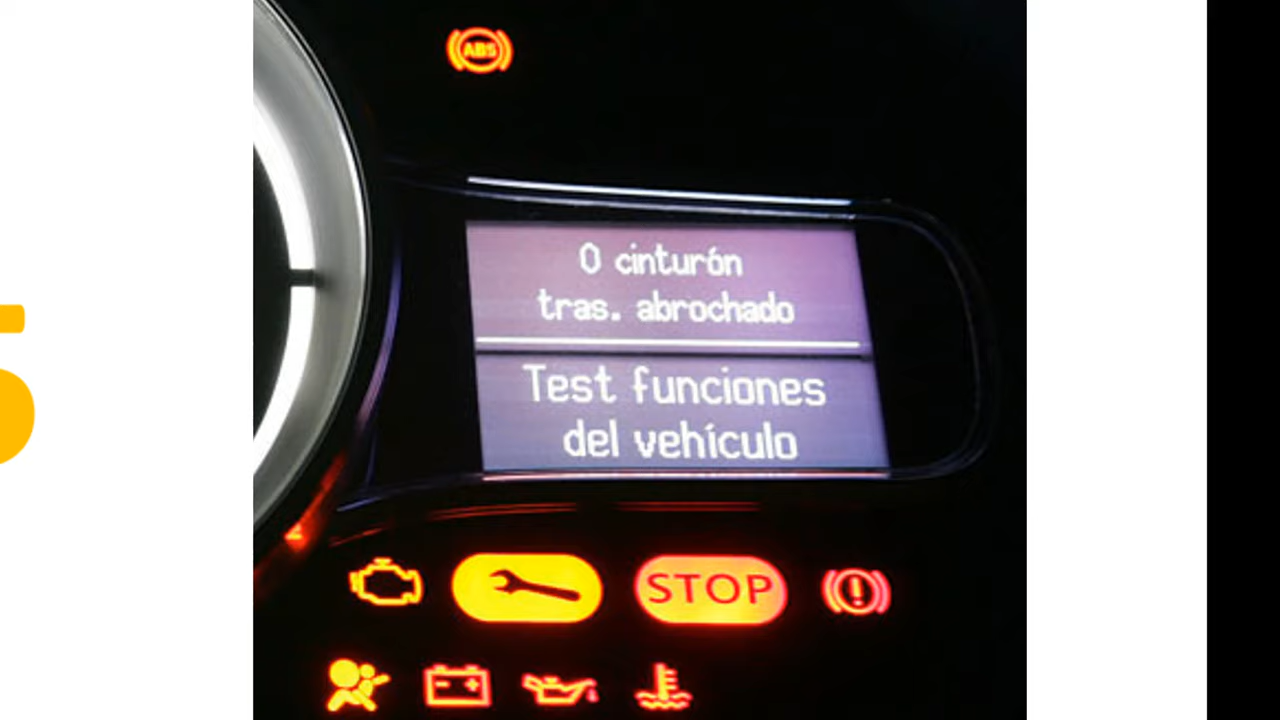 ABS
0 cinturón
tras. abrochado
Test funciones
del vehículo
STOP